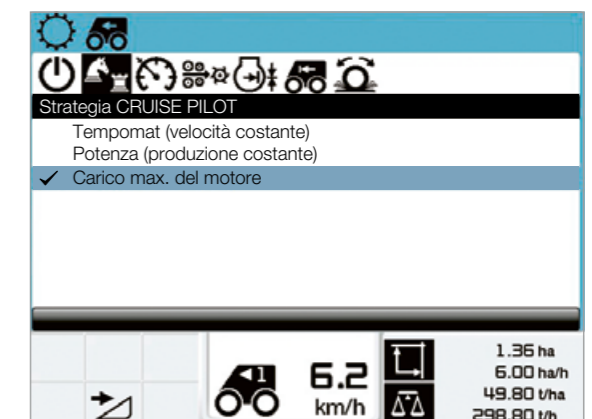 Strategia CRUISE PILOT
Tempomat (velocità costante)
Potenza (produzione costante)
Carico max. del motore
1
6.2
km/h
1.36 ha
6.00 ha/h
49.80 t/ha
298.80 t/h